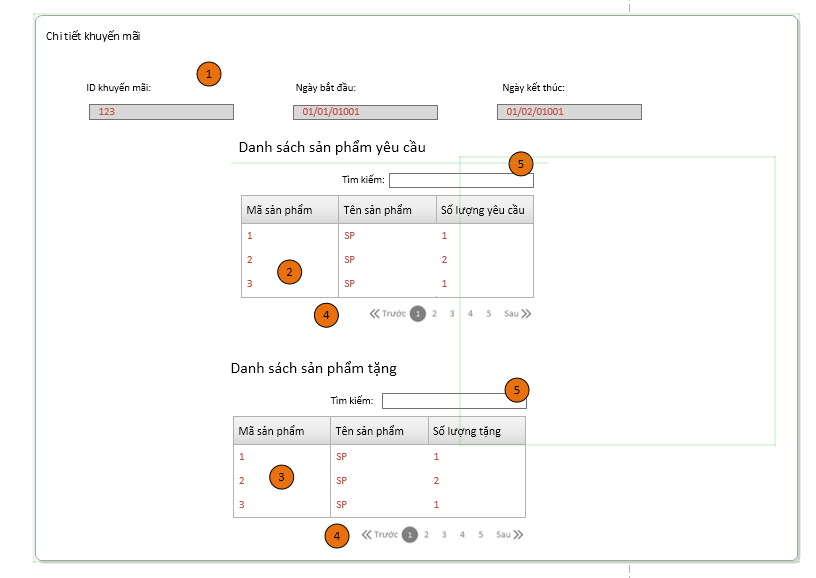 Chi tiết khuyến mãi
1
ID khuyến mãi: Ngày bắt đầu: Ngày kết thúc:
123 01/01/01001 01/02/01001
Danh sách sản phẩm yêu cầu
5
Tìm kiếm:
Mã sản phẩm Tên sản phẩm Số lượng yêu cầu
1 SP 1
2 SP 2
2
3 SP 1
4 Trước 1 2 3 4 5 Sau
Danh sách sản phẩm tặng
5
Tìm kiếm:
Mã sản phẩm Tên sản phẩm Số lượng tặng
1 SP 1
2 3 SP 2
3 SP 1
4 Trước 1 2 3 4 5 Sau